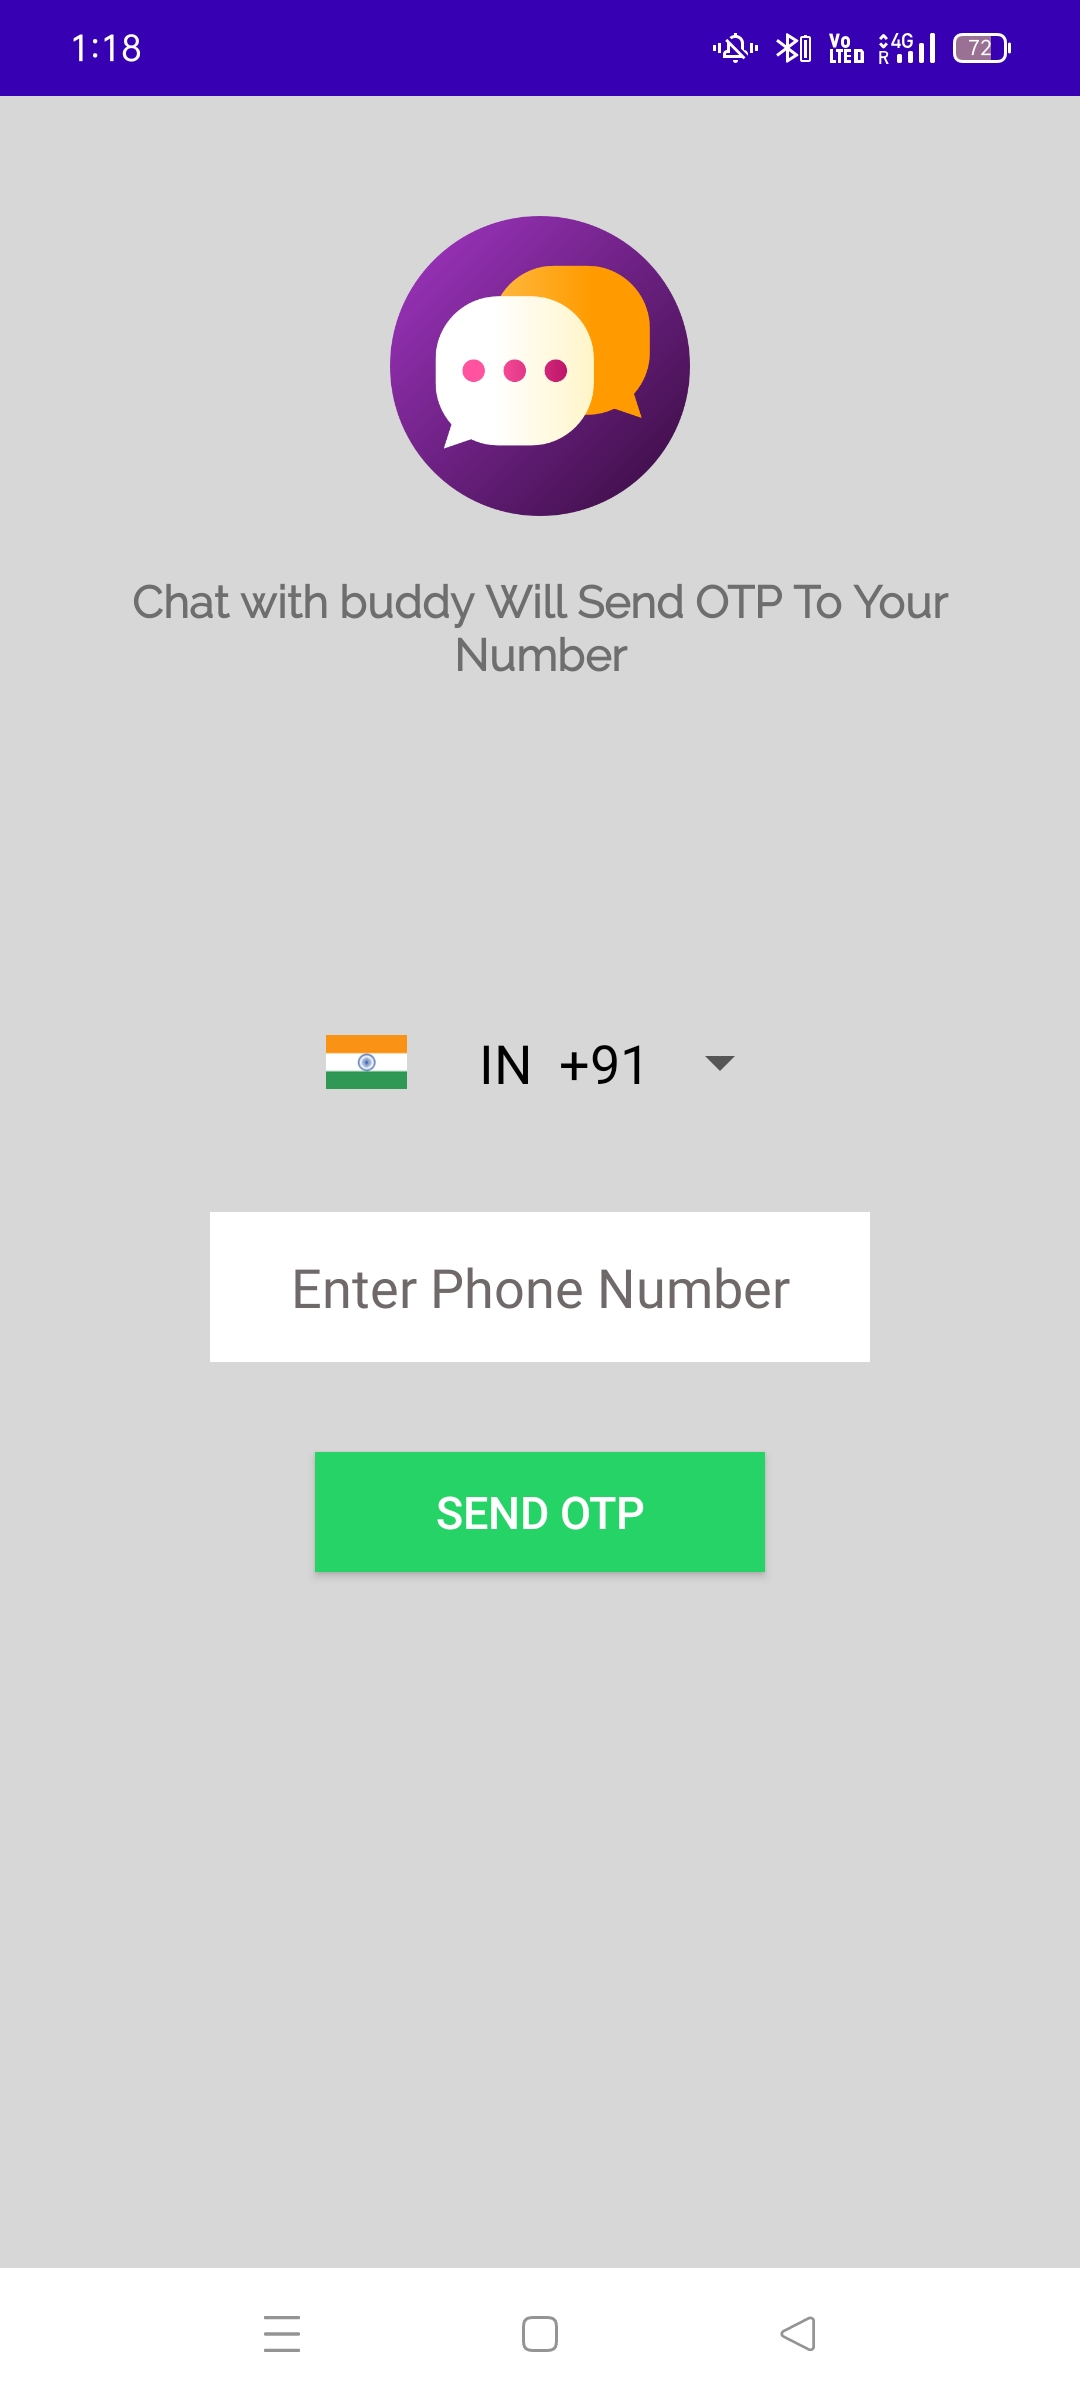 1:18
Vo
LTE D
4G
R
72
Chat with buddy Will Send OTP To Your
Number
IN +91
Enter Phone Number
SEND OTP